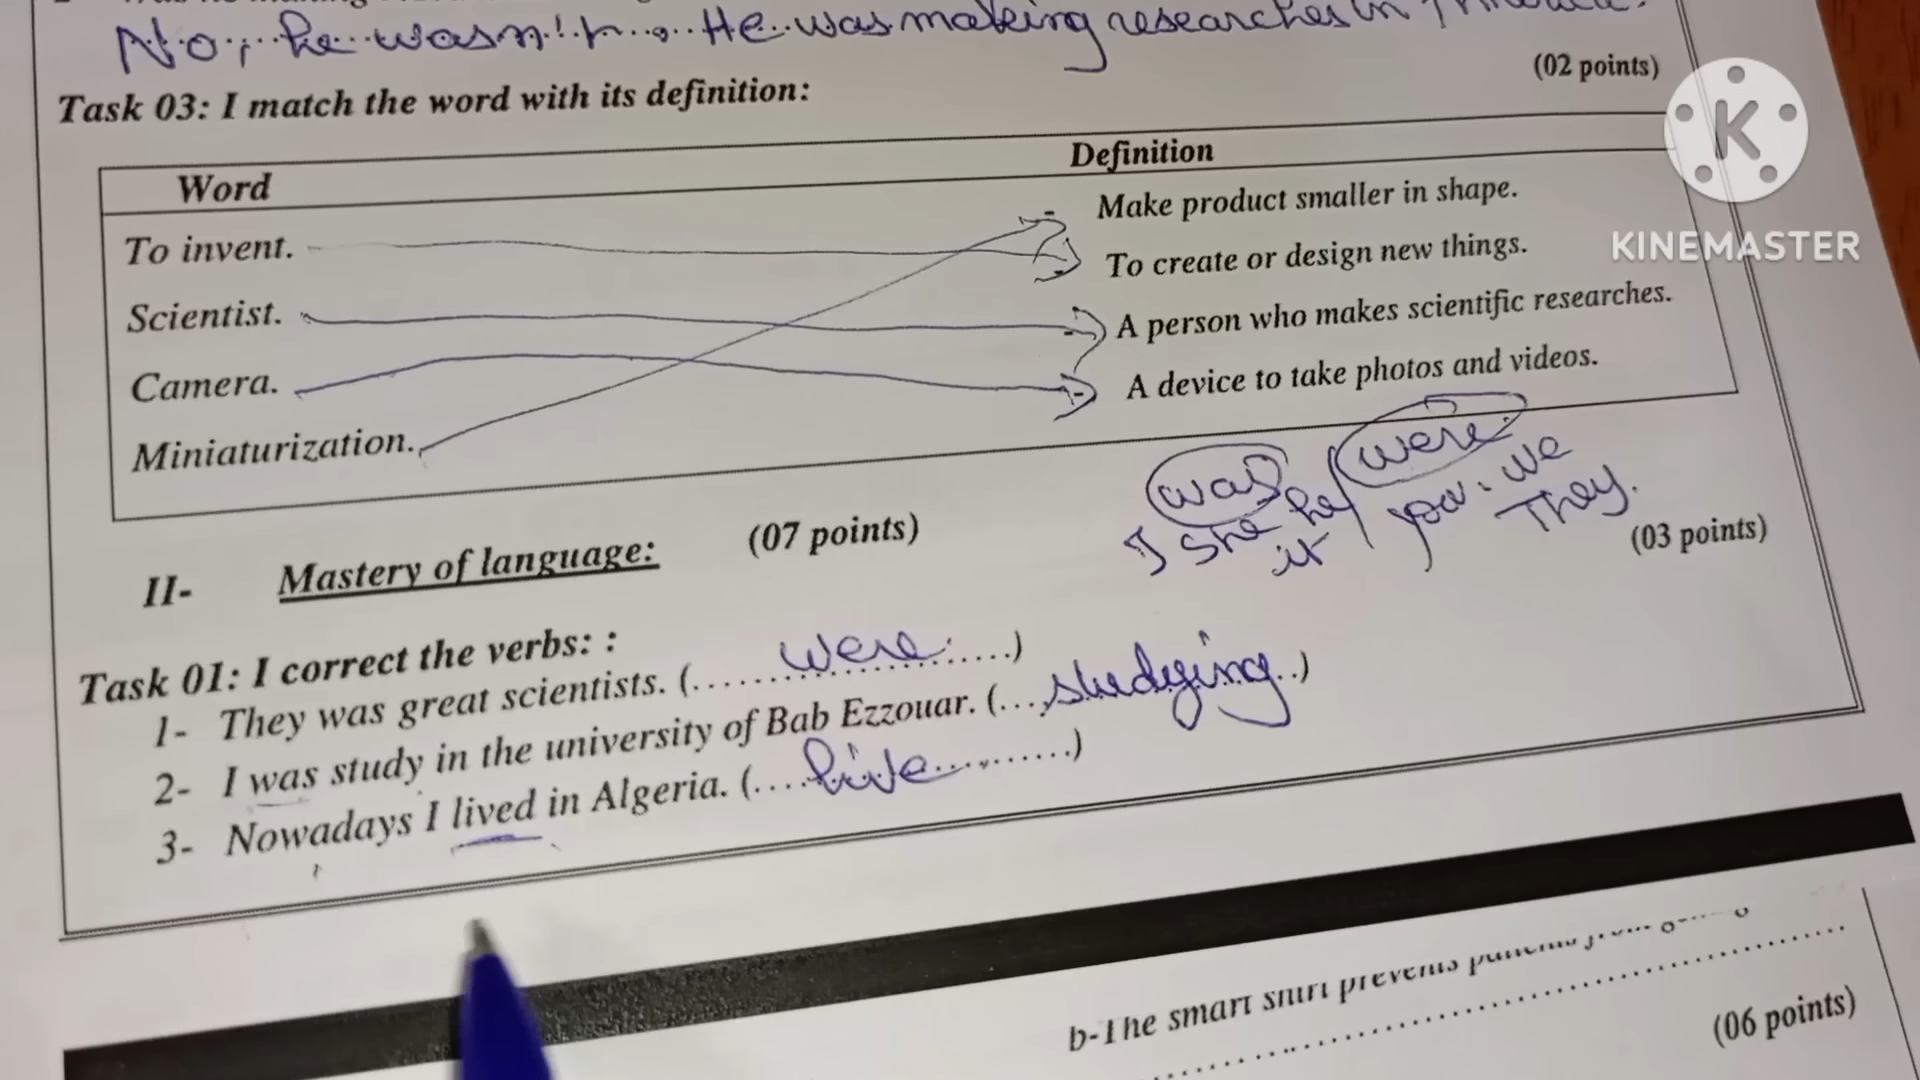 No, he wasn't. He was making researches in
(02 points)
Task 03: I match the word with its definition:
Word Definition
To invent. Make product smaller in shape.
Scientist. To create or design new things.
Camera. A person who makes scientific researches.
Miniaturization. A device to take photos and videos.
K
KINEMASTER
was were
I she he it you we They.
II- Mastery of language: (07 points)
(03 points)
Task 01: I correct the verbs: :
1- They was great scientists. (....were....)
2- I was study in the university of Bab Ezzouar. (...studying..)
3- Nowadays I lived in Algeria. (....live..........)
b-The smart shirt prevents patients from
(06 points)